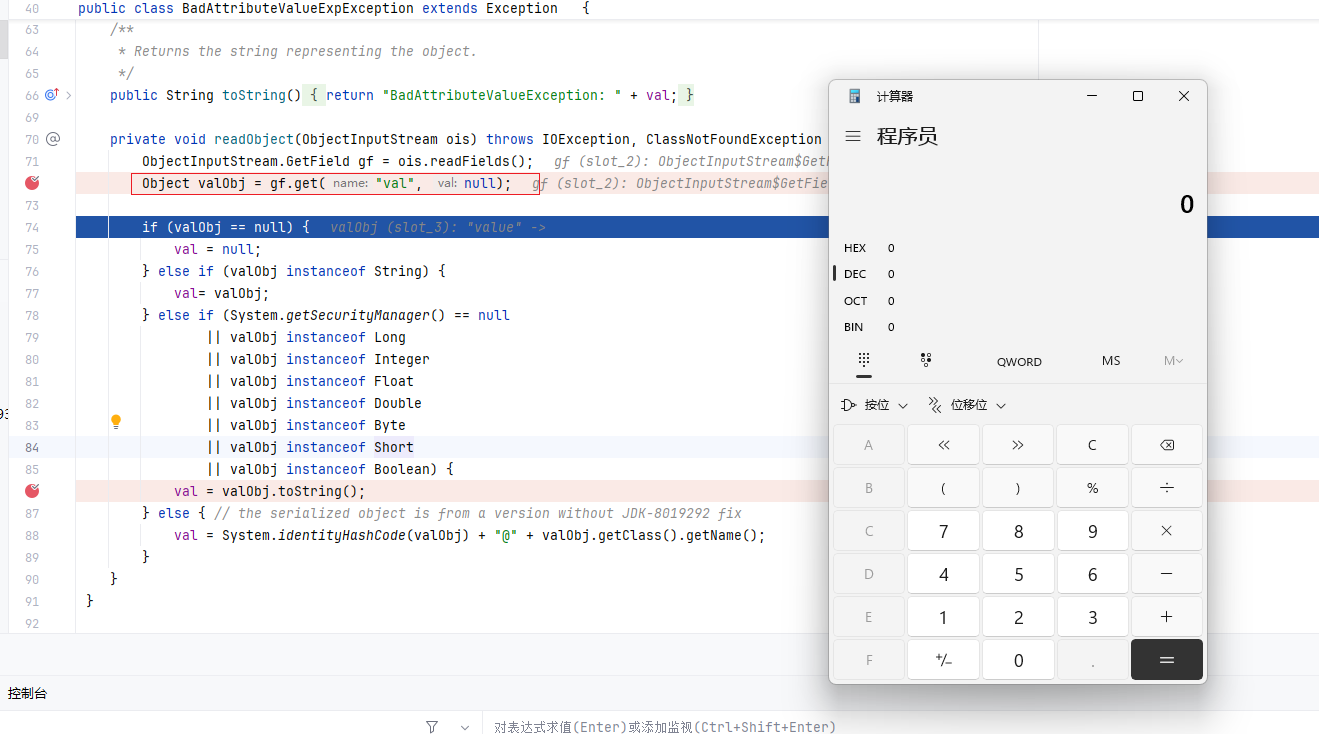 40 public class BadAttributeValueExpException extends Exception {
63 /**
64 * Returns the string representing the object.
65 */
66 public String toString() { return "BadAttributeValueException: " + val; }
69
70 @ private void readObject(ObjectInputStream ois) throws IOException, ClassNotFoundException
71 ObjectInputStream.GetField gf = ois.readFields(); gf (slot_2): ObjectInputStream$GetF
Object valObj = gf.get( name: "val", val: null); gf (slot_2): ObjectInputStream$GetFie
73
74 if (valObj == null) { valObj (slot_3): "value" ->
75 val = null;
76 } else if (valObj instanceof String) {
77 val= valObj;
78 } else if (System.getSecurityManager() == null
79 || valObj instanceof Long
80 || valObj instanceof Integer
81 || valObj instanceof Float
82 || valObj instanceof Double
83 || valObj instanceof Byte
84 || valObj instanceof Short
85 || valObj instanceof Boolean) {
val = valObj.toString();
87 } else { // the serialized object is from a version without JDK-8019292 fix
88 val = System.identityHashCode(valObj) + "@" + valObj.getClass().getName();
89 }
90 }
91 }
92
控制台
对表达式求值(Enter)或添加监视(Ctrl+Shift+Enter)
计算器
程序员
0
HEX 0
DEC 0
OCT 0
BIN 0
QWORD MS M
按位 位移位
A << >> C
B ( ) % ÷
C 7 8 9 ×
D 4 5 6 −
E 1 2 3 +
F +/− 0 . =